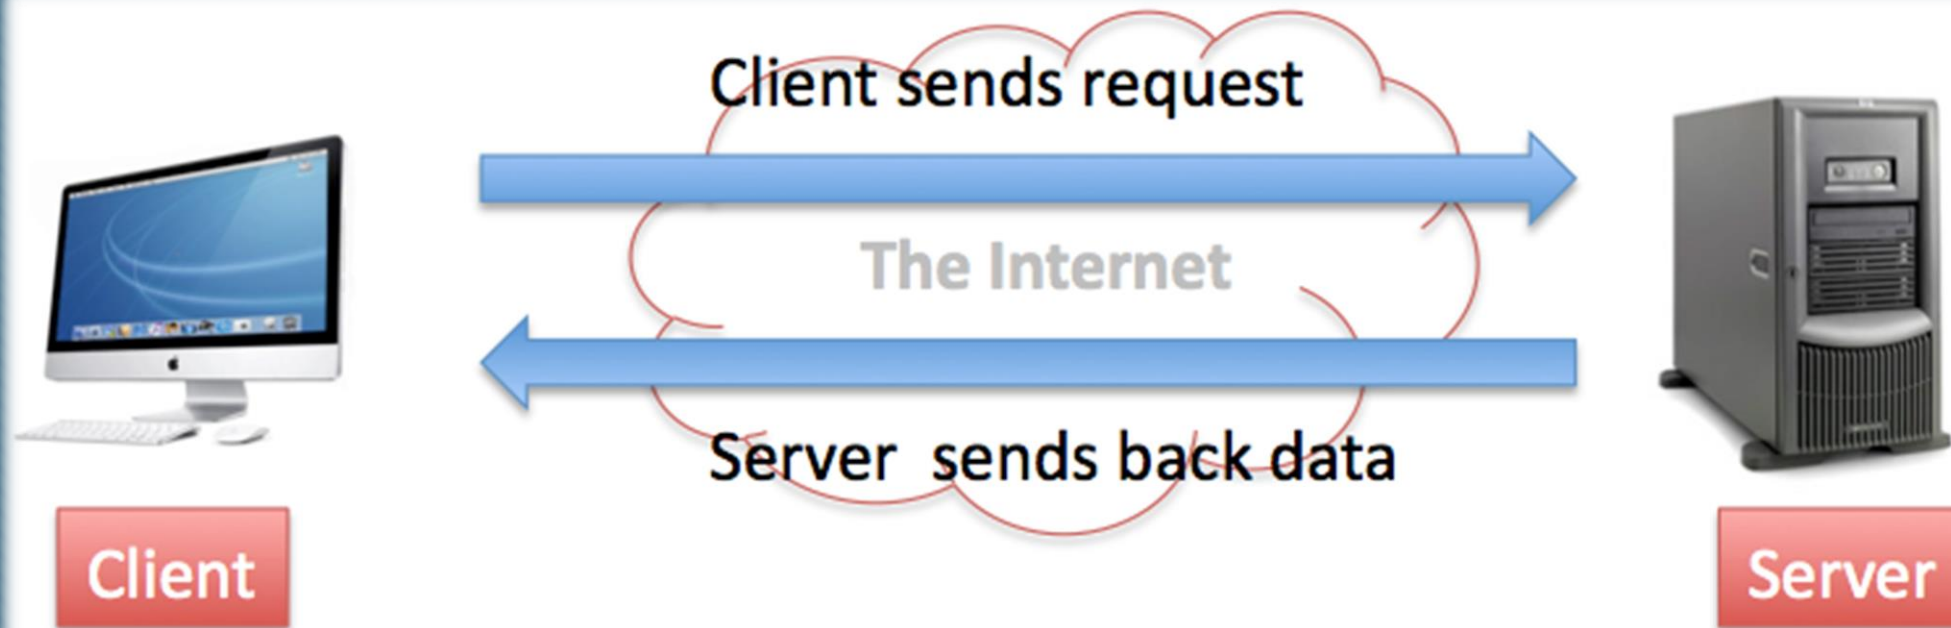 Client sends request
The Internet
Server sends back data
Client
Server